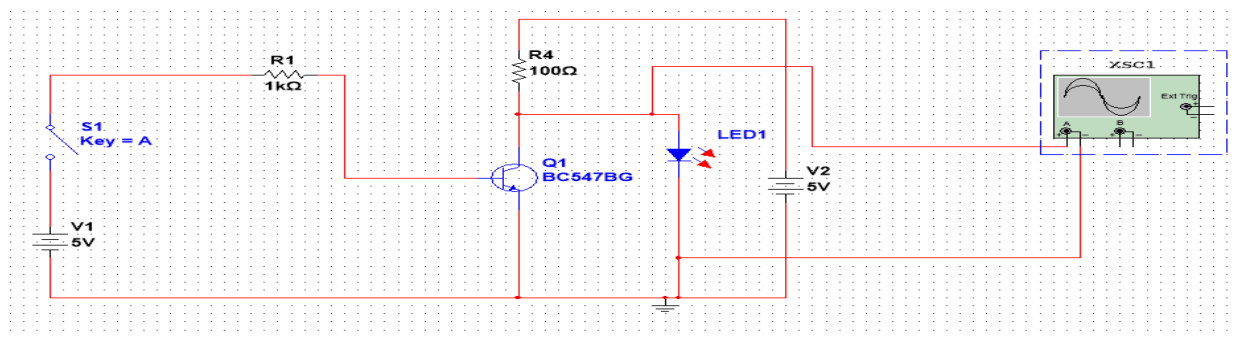 R1
1kΩ
S1
Key = A
V1
5V
R4
100Ω
Q1
BC547BG
LED1
V2
5V
XSC1
Ext Trig
+
-
A
B
+ - + -